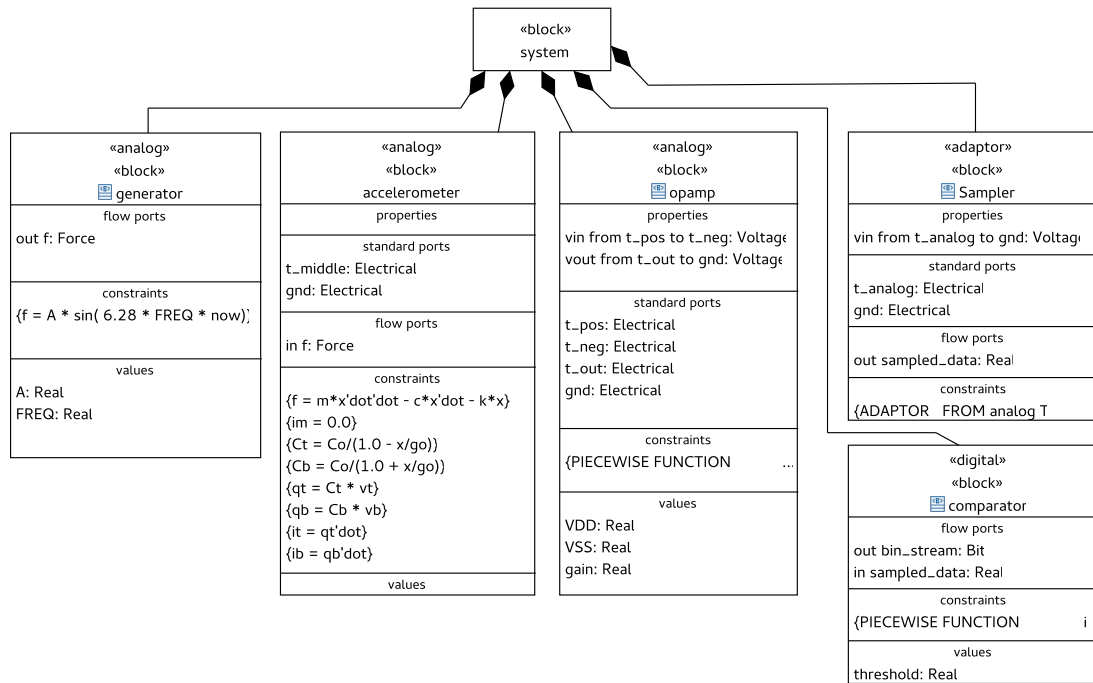 «block»
system
«analog»
«block»
generator
flow ports
out f: Force
constraints
{f = A * sin( 6.28 * FREQ * now)}
values
A: Real
FREQ: Real
«analog»
«block»
accelerometer
properties
standard ports
t_middle: Electrical
gnd: Electrical
flow ports
in f: Force
constraints
{f = m*x'dot'dot - c*x'dot - k*x}
{im = 0.0}
{Ct = Co/(1.0 - x/go)}
{Cb = Co/(1.0 + x/go)}
{qt = Ct * vt}
{qb = Cb * vb}
{it = qt'dot}
{ib = qb'dot}
values
«analog»
«block»
opamp
properties
vin from t_pos to t_neg: Voltage
vout from t_out to gnd: Voltage
standard ports
t_pos: Electrical
t_neg: Electrical
t_out: Electrical
gnd: Electrical
constraints
{PIECEWISE FUNCTION ...
values
VDD: Real
VSS: Real
gain: Real
«adaptor»
«block»
Sampler
properties
vin from t_analog to gnd: Voltage
standard ports
t_analog: Electrical
gnd: Electrical
flow ports
out sampled_data: Real
constraints
{ADAPTOR FROM analog T
«digital»
«block»
comparator
flow ports
out bin_stream: Bit
in sampled_data: Real
constraints
{PIECEWISE FUNCTION i
values
threshold: Real